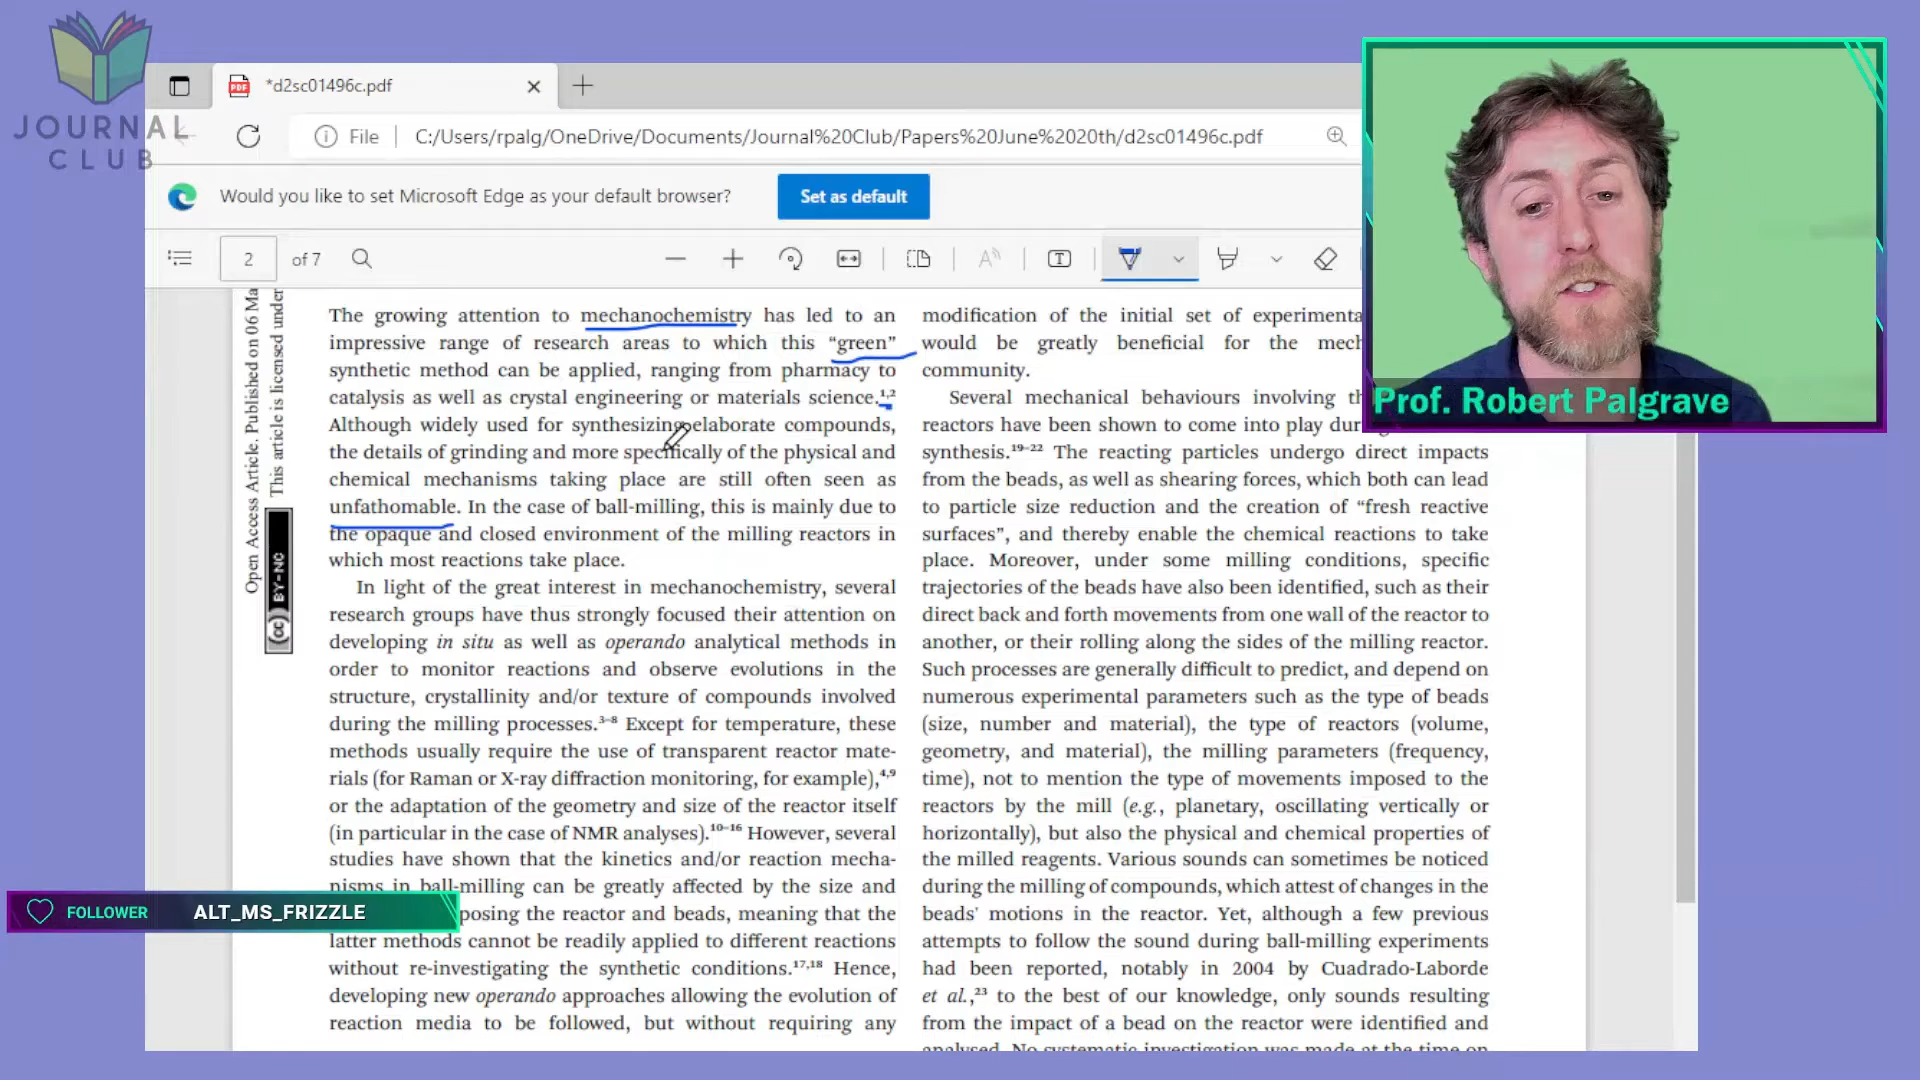 JOURNAL
CLUB
*d2sc01496c.pdf
File
C:/Users/rpalg/OneDrive/Documents/Journal%20Club/Papers%20June%2020th/d2sc01496c.pdf
Would you like to set Microsoft Edge as your default browser?
Set as default
2
of 7
Open Access Article. Published on 06 Ma
This article is licensed under
(cc) BY-NC
The growing attention to mechanochemistry has led to an
impressive range of research areas to which this “green”
synthetic method can be applied, ranging from pharmacy to
catalysis as well as crystal engineering or materials science.1,2
Although widely used for synthesizing elaborate compounds,
the details of grinding and more specifically of the physical and
chemical mechanisms taking place are still often seen as
unfathomable. In the case of ball-milling, this is mainly due to
the opaque and closed environment of the milling reactors in
which most reactions take place.
In light of the great interest in mechanochemistry, several
research groups have thus strongly focused their attention on
developing in situ as well as operando analytical methods in
order to monitor reactions and observe evolutions in the
structure, crystallinity and/or texture of compounds involved
during the milling processes.3–8 Except for temperature, these
methods usually require the use of transparent reactor mate-
rials (for Raman or X-ray diffraction monitoring, for example),4,9
or the adaptation of the geometry and size of the reactor itself
(in particular in the case of NMR analyses).10–16 However, several
studies have shown that the kinetics and/or reaction mecha-
nisms in ball-milling can be greatly affected by the size and
posing the reactor and beads, meaning that the
latter methods cannot be readily applied to different reactions
without re-investigating the synthetic conditions.17,18 Hence,
developing new operando approaches allowing the evolution of
reaction media to be followed, but without requiring any
modification of the initial set of experimenta
would be greatly beneficial for the mec
community.
Several mechanical behaviours involving th
reactors have been shown to come into play du
synthesis.19–22 The reacting particles undergo direct impacts
from the beads, as well as shearing forces, which both can lead
to particle size reduction and the creation of “fresh reactive
surfaces”, and thereby enable the chemical reactions to take
place. Moreover, under some milling conditions, specific
trajectories of the beads have also been identified, such as their
direct back and forth movements from one wall of the reactor to
another, or their rolling along the sides of the milling reactor.
Such processes are generally difficult to predict, and depend on
numerous experimental parameters such as the type of beads
(size, number and material), the type of reactors (volume,
geometry, and material), the milling parameters (frequency,
time), not to mention the type of movements imposed to the
reactors by the mill (e.g., planetary, oscillating vertically or
horizontally), but also the physical and chemical properties of
the milled reagents. Various sounds can sometimes be noticed
during the milling of compounds, which attest of changes in the
beads' motions in the reactor. Yet, although a few previous
attempts to follow the sound during ball-milling experiments
had been reported, notably in 2004 by Cuadrado-Laborde
et al.,23 to the best of our knowledge, only sounds resulting
from the impact of a bead on the reactor were identified and
analysed. No systematic investigation was made at the time on
Prof. Robert Palgrave
FOLLOWER
ALT_MS_FRIZZLE